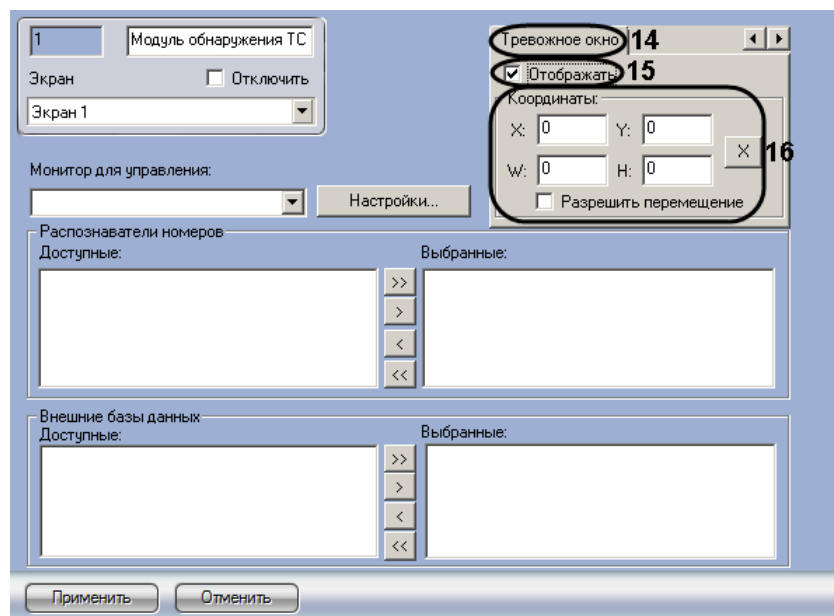 1
Модуль обнаружения ТС
Экран
Отключить
Экран 1
Тревожное окно 14
Отображать 15
Координаты:
X: 0 Y: 0
W: 0 H: 0
X 16
Разрешить перемещение
Монитор для управления:
Настройки...
Распознаватели номеров
Доступные:
Выбранные:
>>
>
<
<<
Внешние базы данных
Доступные:
Выбранные:
>>
>
<
<<
Применить
Отменить